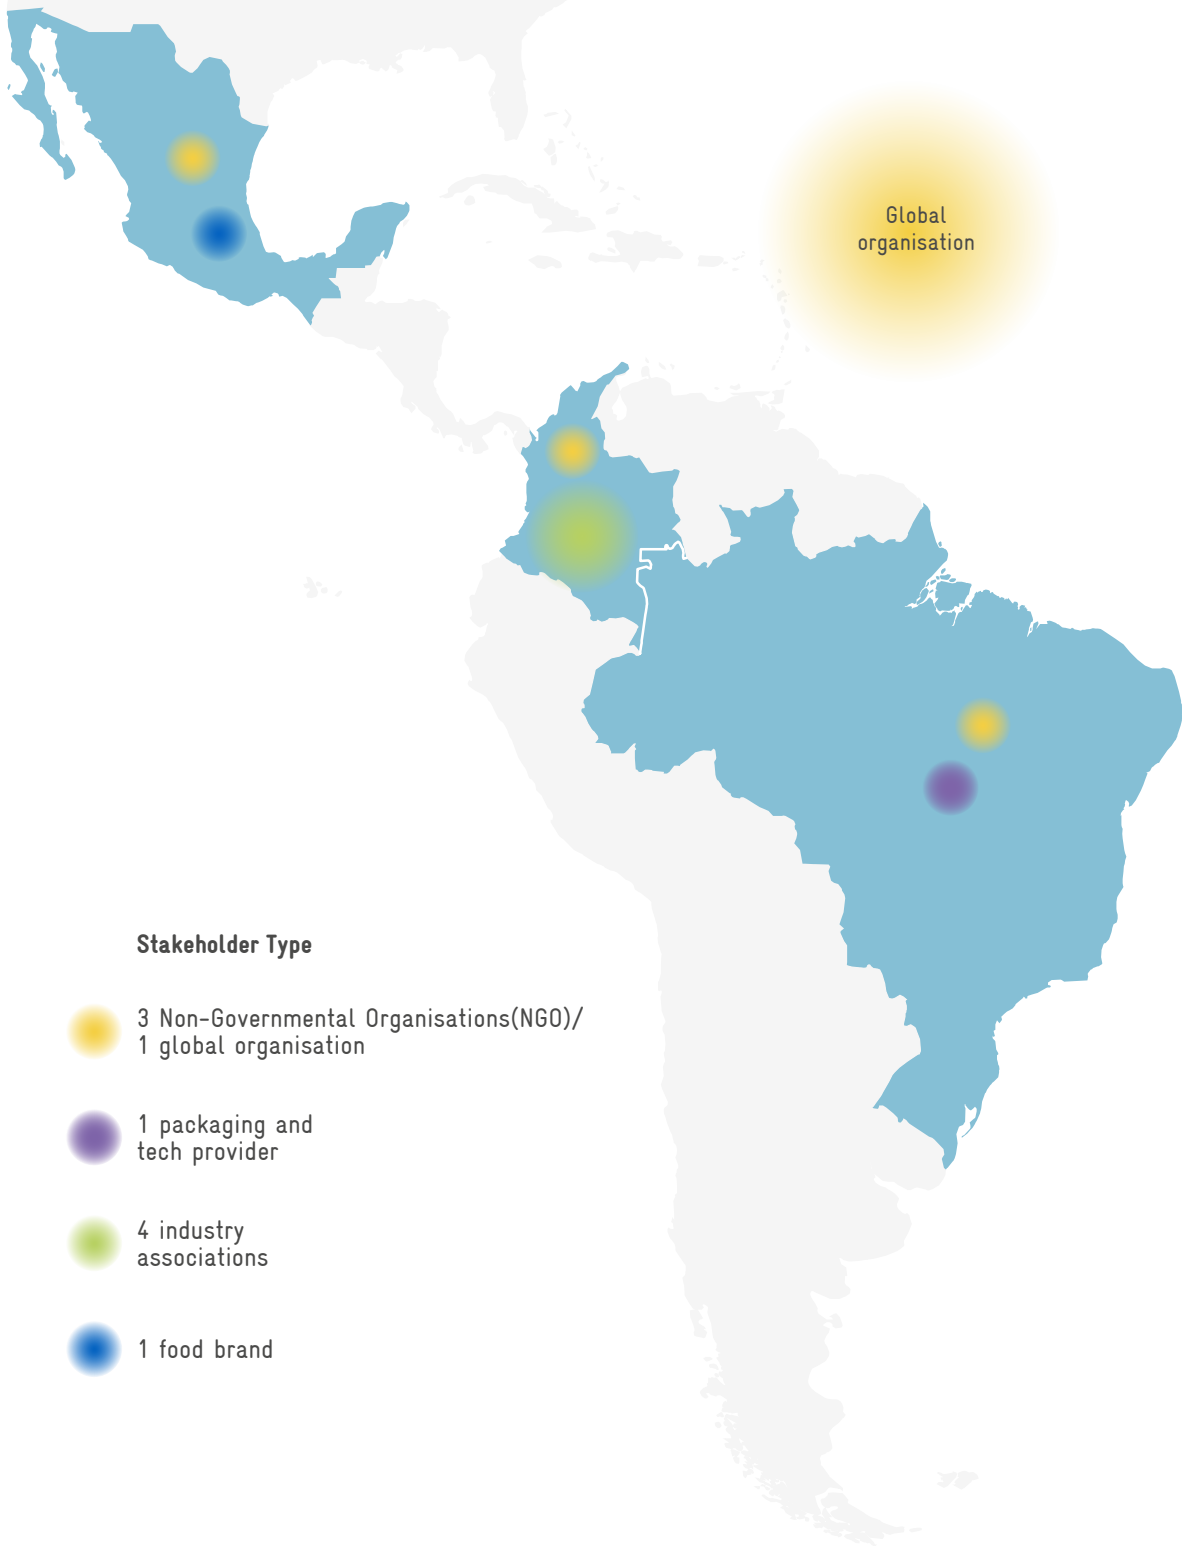 Global
organisation
Stakeholder Type
3 Non-Governmental Organisations(NGO)/
1 global organisation
1 packaging and
tech provider
4 industry
associations
1 food brand